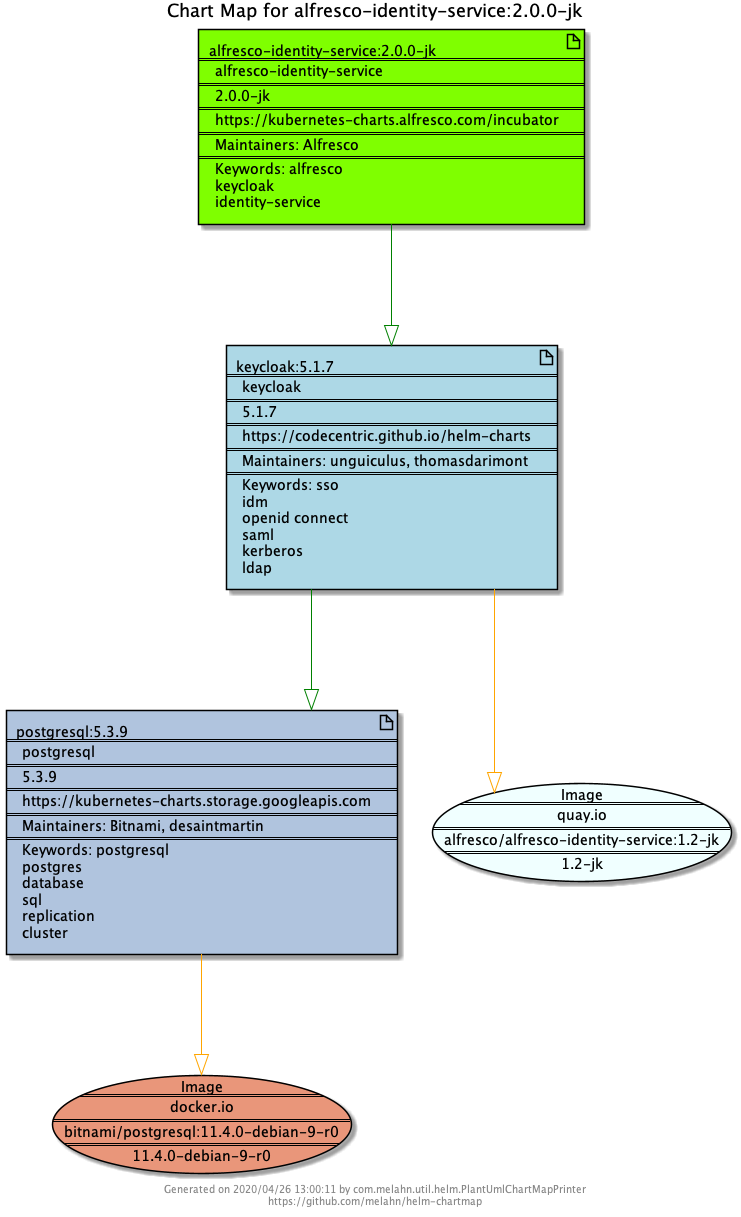 Chart Map for alfresco-identity-service:2.0.0-jk
alfresco-identity-service:2.0.0-jk
alfresco-identity-service
2.0.0-jk
https://kubernetes-charts.alfresco.com/incubator
Maintainers: Alfresco
Keywords: alfresco
keycloak
identity-service
keycloak:5.1.7
keycloak
5.1.7
https://codecentric.github.io/helm-charts
Maintainers: unguiculus, thomasdarimont
Keywords: sso
idm
openid connect
saml
kerberos
ldap
postgresql:5.3.9
postgresql
5.3.9
https://kubernetes-charts.storage.googleapis.com
Maintainers: Bitnami, desaintmartin
Keywords: postgresql
postgres
database
sql
replication
cluster
Image
quay.io
alfresco/alfresco-identity-service:1.2-jk
1.2-jk
Image
docker.io
bitnami/postgresql:11.4.0-debian-9-r0
11.4.0-debian-9-r0
Generated on 2020/04/26 13:00:11 by com.melahn.util.helm.PlantUmlChartMapPrinter
https://github.com/melahn/helm-chartmap